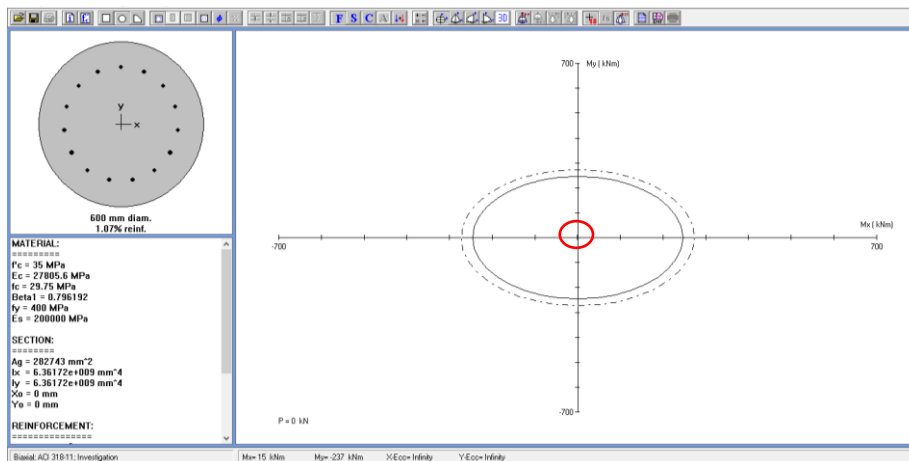 F S C A
30
y
x
600 mm diam.
1.07% reinf.
MATERIAL:
=========
f'c = 35 MPa
Ec = 27805.6 MPa
fc = 29.75 MPa
Beta1 = 0.796192
fy = 400 MPa
Es = 200000 MPa
SECTION:
========
Ag = 282743 mm^2
Ix = 6.36172e+009 mm^4
Iy = 6.36172e+009 mm^4
Xo = 0 mm
Yo = 0 mm
REINFORCEMENT:
===============
700
My ( kNm)
Mx ( kNm)
-700
700
-700
P = 0 kN
Biaxial; ACI 318-11; Investigation
Mx= 15 kNm My= -237 kNm X-Ecc= Infinity Y-Ecc= Infinity